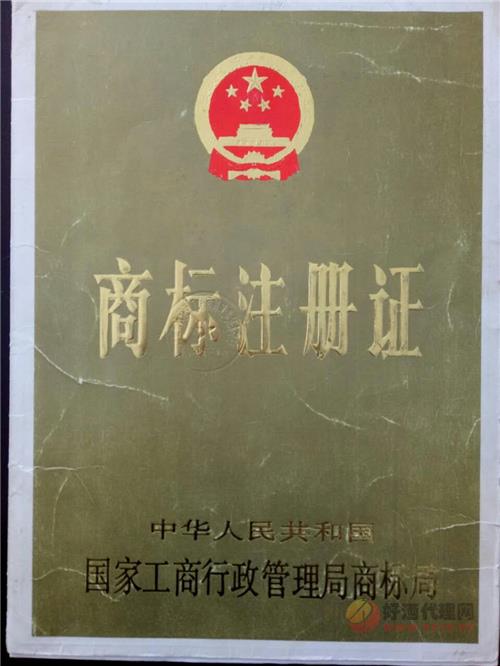 商标注册证
中华人民共和国
国家工商行政管理局商标局
好酒代理网